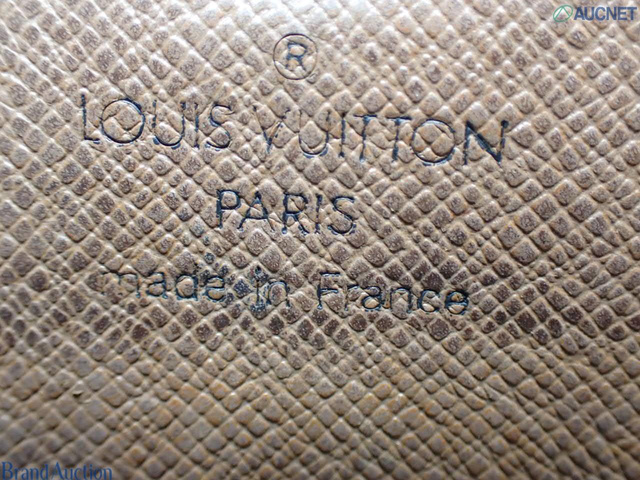 AUCNET
®
LOUIS VUITTON
PARIS
made in France
Brand Auction